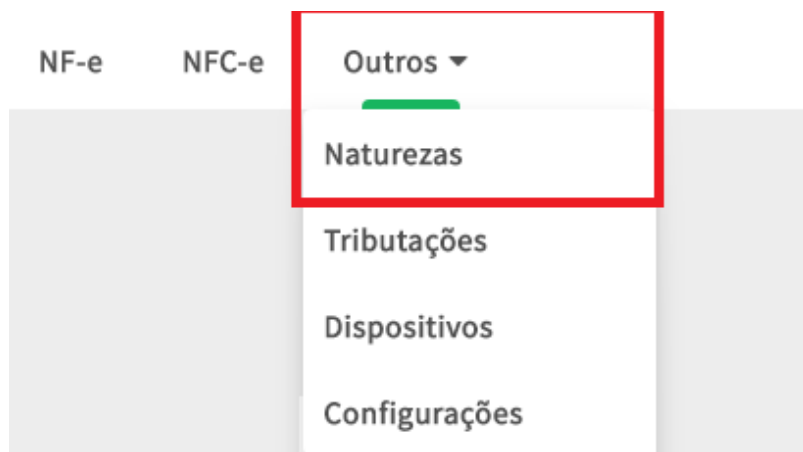 NF-e NFC-e Outros
Naturezas
Tributações
Dispositivos
Configurações